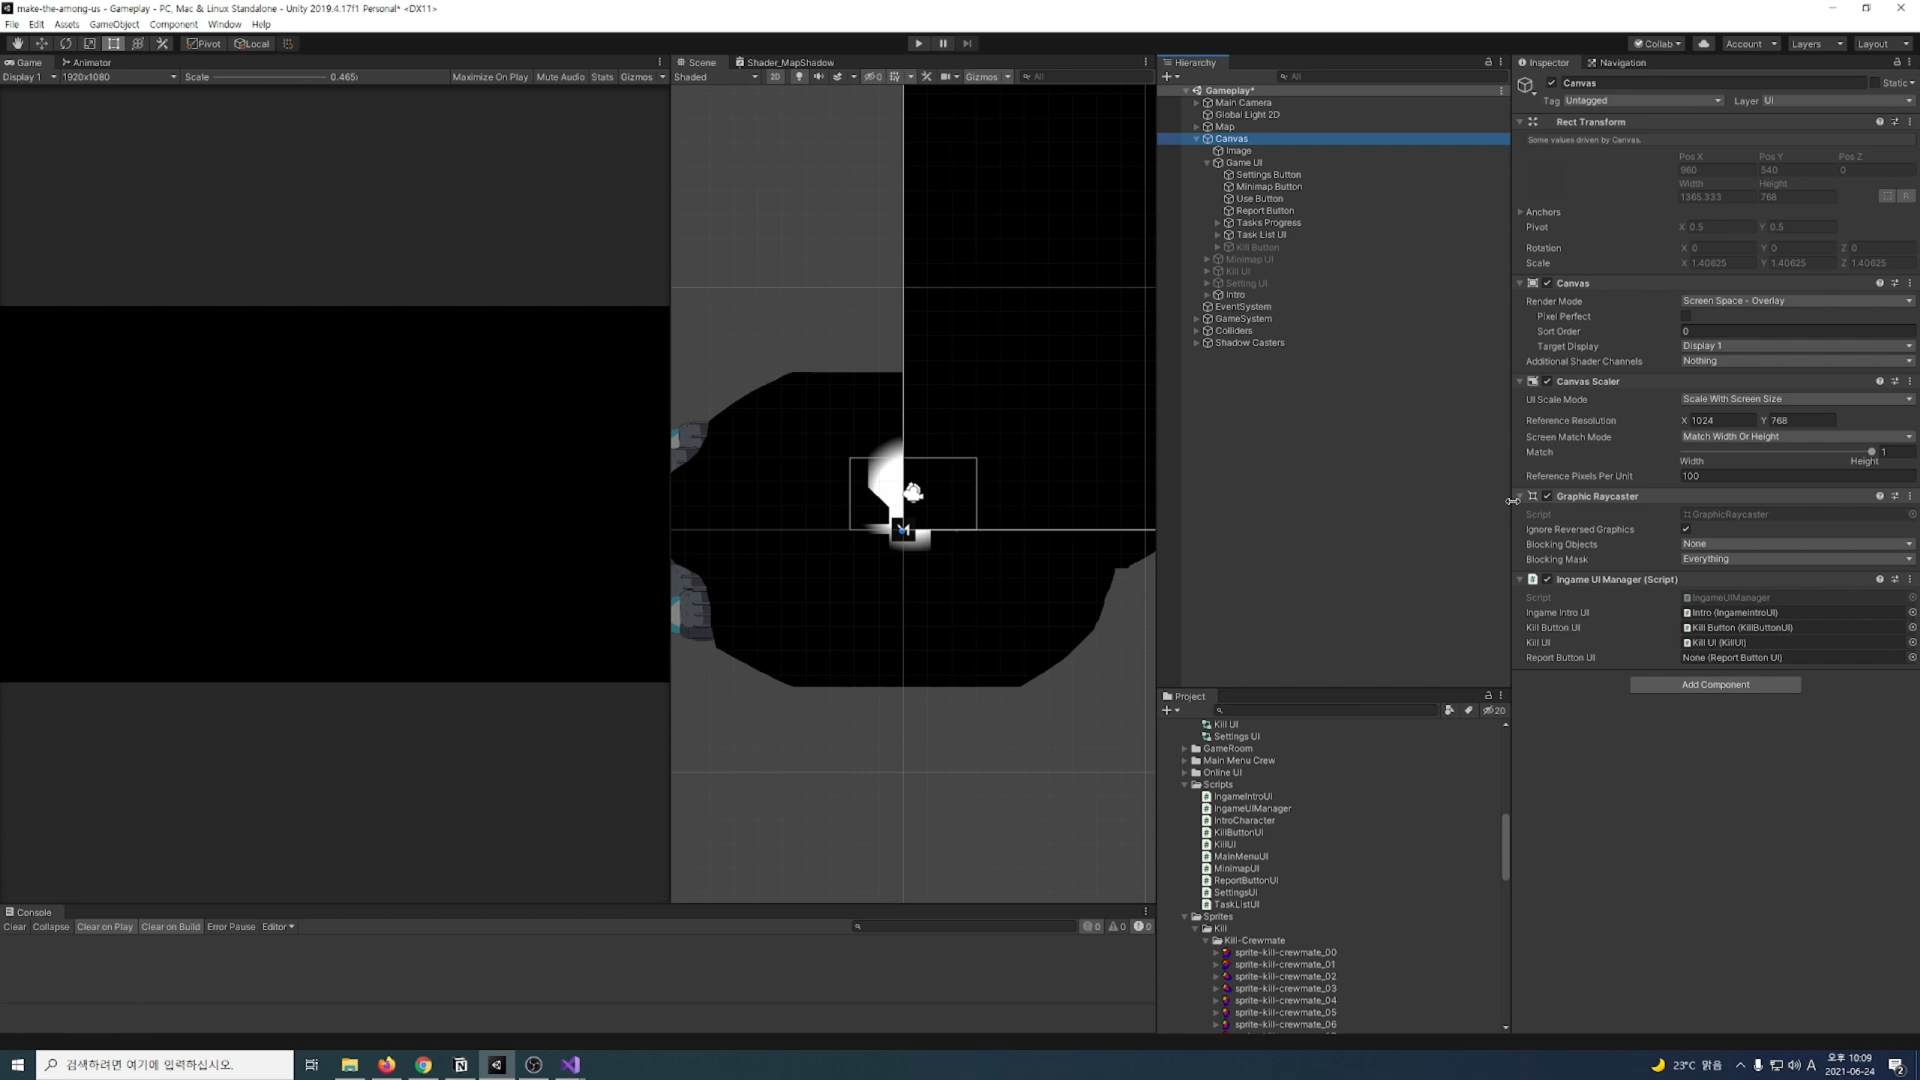 make-the-among-us - Gameplay - PC, Mac & Linux Standalone - Unity 2019.4.17f1 Personal* <DX11>
File Edit Assets GameObject Component Window Help
Pivot Local Collab Account Layers Layout
Game Animator
Display 1 1920x1080 Scale 0.465x Maximize On Play Mute Audio Stats Gizmos
Scene Shader_MapShadow
Shaded 2D 0 Gizmos All
Hierarchy
All
Gameplay*
Main Camera
Global Light 2D
Map
Canvas
Image
Game UI
Settings Button
Minimap Button
Use Button
Report Button
Tasks Progress
Task List UI
Kill Button
Minimap UI
Kill UI
Setting UI
Intro
EventSystem
GameSystem
Colliders
Shadow Casters
Inspector Navigation
Canvas Static
Tag Untagged Layer UI
Rect Transform
Some values driven by Canvas.
Pos X Pos Y Pos Z
960 540 0
Width Height
1365.333 768 R
Anchors
Pivot X 0.5 Y 0.5
Rotation X 0 Y 0 Z 0
Scale X 1.40625 Y 1.40625 Z 1.40625
Canvas
Render Mode Screen Space - Overlay
Pixel Perfect
Sort Order 0
Target Display Display 1
Additional Shader Channels Nothing
Canvas Scaler
UI Scale Mode Scale With Screen Size
Reference Resolution X 1024 Y 768
Screen Match Mode Match Width Or Height
Match 1
Width Height
Reference Pixels Per Unit 100
Graphic Raycaster
Script GraphicRaycaster
Ignore Reversed Graphics
Blocking Objects None
Blocking Mask Everything
Ingame UI Manager (Script)
Script IngameUIManager
Ingame Intro UI Intro (IngameIntroUI)
Kill Button UI Kill Button (KillButtonUI)
Kill UI Kill UI (KillUI)
Report Button UI None (Report Button UI)
Add Component
Project
20
Kill UI
Settings UI
GameRoom
Main Menu Crew
Online UI
Scripts
IngameIntroUI
IngameUIManager
IntroCharacter
KillButtonUI
KillUI
MainMenuUI
MinimapUI
ReportButtonUI
SettingsUI
TaskListUI
Sprites
Kill
Kill-Crewmate
sprite-kill-crewmate_00
sprite-kill-crewmate_01
sprite-kill-crewmate_02
sprite-kill-crewmate_03
sprite-kill-crewmate_04
sprite-kill-crewmate_05
sprite-kill-crewmate_06
Console
Clear Collapse Clear on Play Clear on Build Error Pause Editor 0 0 0
검색하려면 여기에 입력하십시오.
23°C 맑음 A 오후 10:09
2021-06-24 2